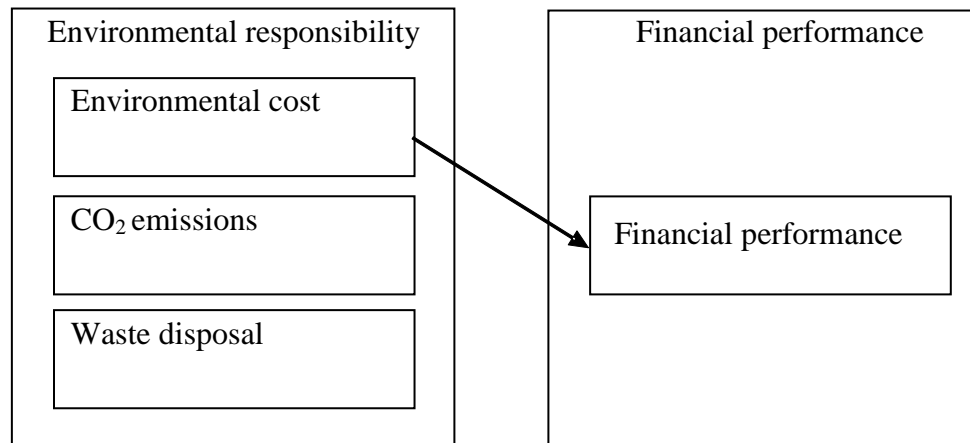 Environmental responsibility
Environmental cost
CO₂ emissions
Waste disposal
Financial performance
Financial performance